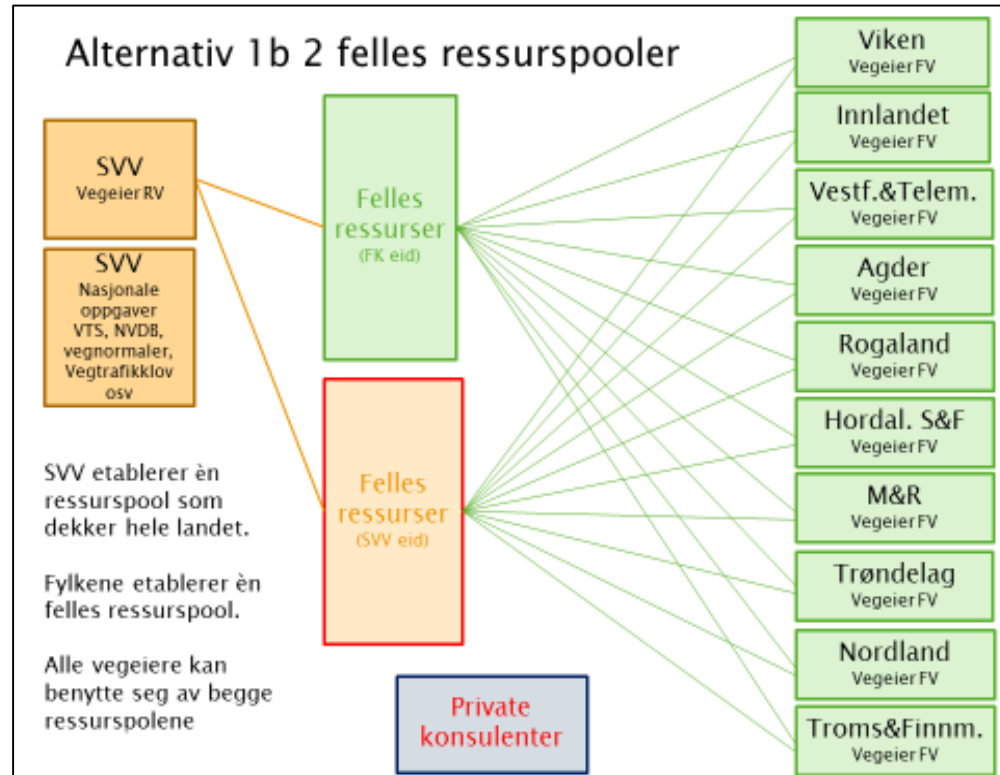 Alternativ 1b 2 felles ressurspooler
SVV
Vegeier RV
SVV
Nasjonale
oppgaver
VTS, NVDB,
vegnormaler,
Vegtrafikklov
osv
SVV etablerer èn
ressurspool som
dekker hele landet.
Fylkene etablerer èn
felles ressurspool.
Alle vegeiere kan
benytte seg av begge
ressurspolene
Felles
ressurser
(FK eid)
Felles
ressurser
(SVV eid)
Private
konsulenter
Viken
Vegeier FV
Innlandet
Vegeier FV
Vestf.&Telem.
Vegeier FV
Agder
Vegeier FV
Rogaland
Vegeier FV
Hordal. S&F
Vegeier FV
M&R
Vegeier FV
Trøndelag
Vegeier FV
Nordland
Vegeier FV
Troms&Finnm.
Vegeier FV